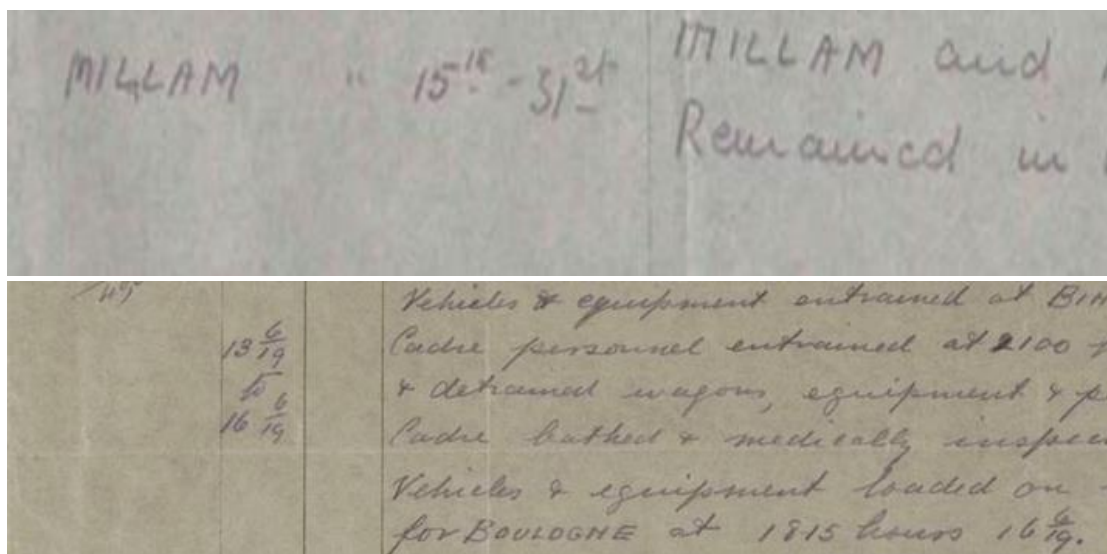 MILLAM " 15th - 31st MILLAM and
Remained in
Vehicles & equipment entrained at BIH
13 6/19 Cadre personnel entrained at 2100
to & detrained wagons, equipment & p
16 6/19 Cadre bathed & medically inspec
Vehicles & equipment loaded on
for BOULOGNE at 1815 hours 16 6/19.